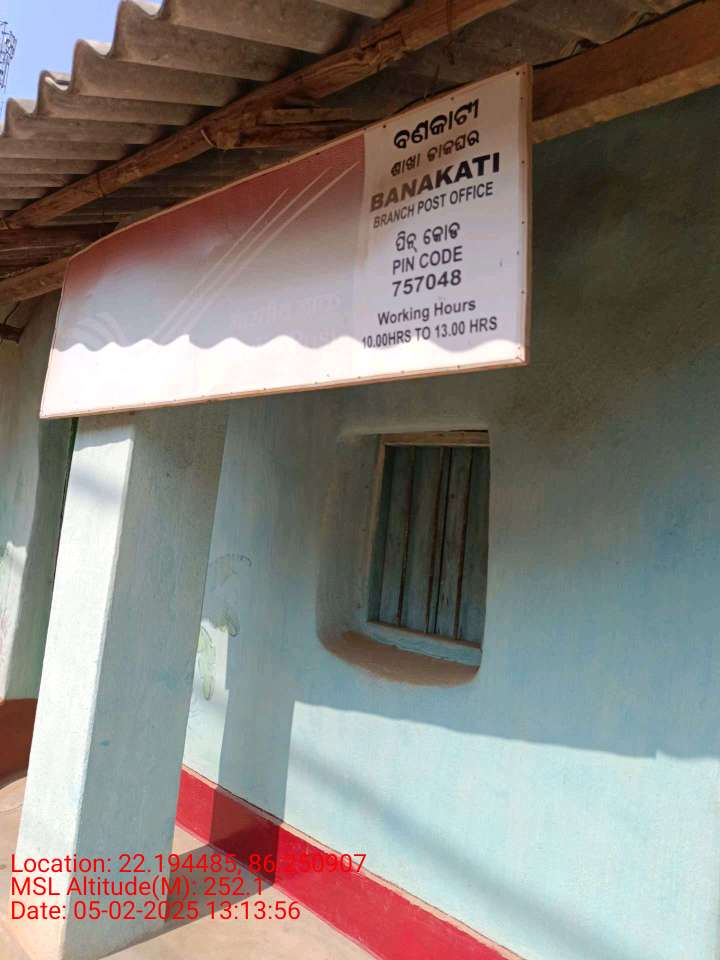 ବଣକାଟୀ
ଶାଖା ଡାକଘର
BANAKATI
BRANCH POST OFFICE
ପିନ୍ କୋଡ
PIN CODE
757048
Working Hours
10.00HRS TO 13.00 HRS
Location: 22.194485, 86.250907
MSL Altitude(M): 252.1
Date: 05-02-2025 13:13:56